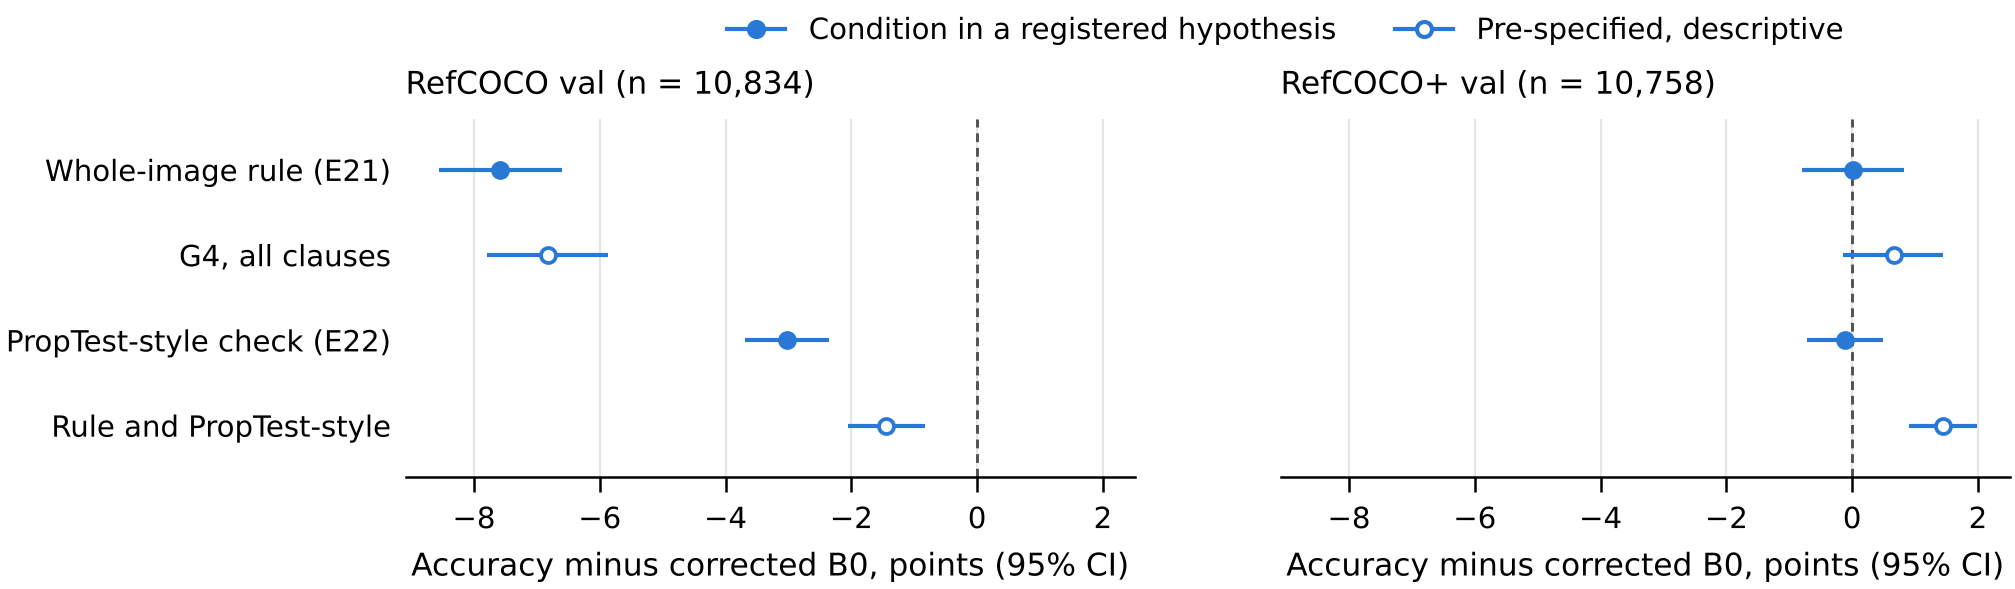 Condition in a registered hypothesis
Pre-specified, descriptive
RefCOCO val (n = 10,834)
RefCOCO+ val (n = 10,758)
Whole-image rule (E21)
G4, all clauses
PropTest-style check (E22)
Rule and PropTest-style
−8 −6 −4 −2 0 2
−8 −6 −4 −2 0 2
Accuracy minus corrected B0, points (95% CI)
Accuracy minus corrected B0, points (95% CI)